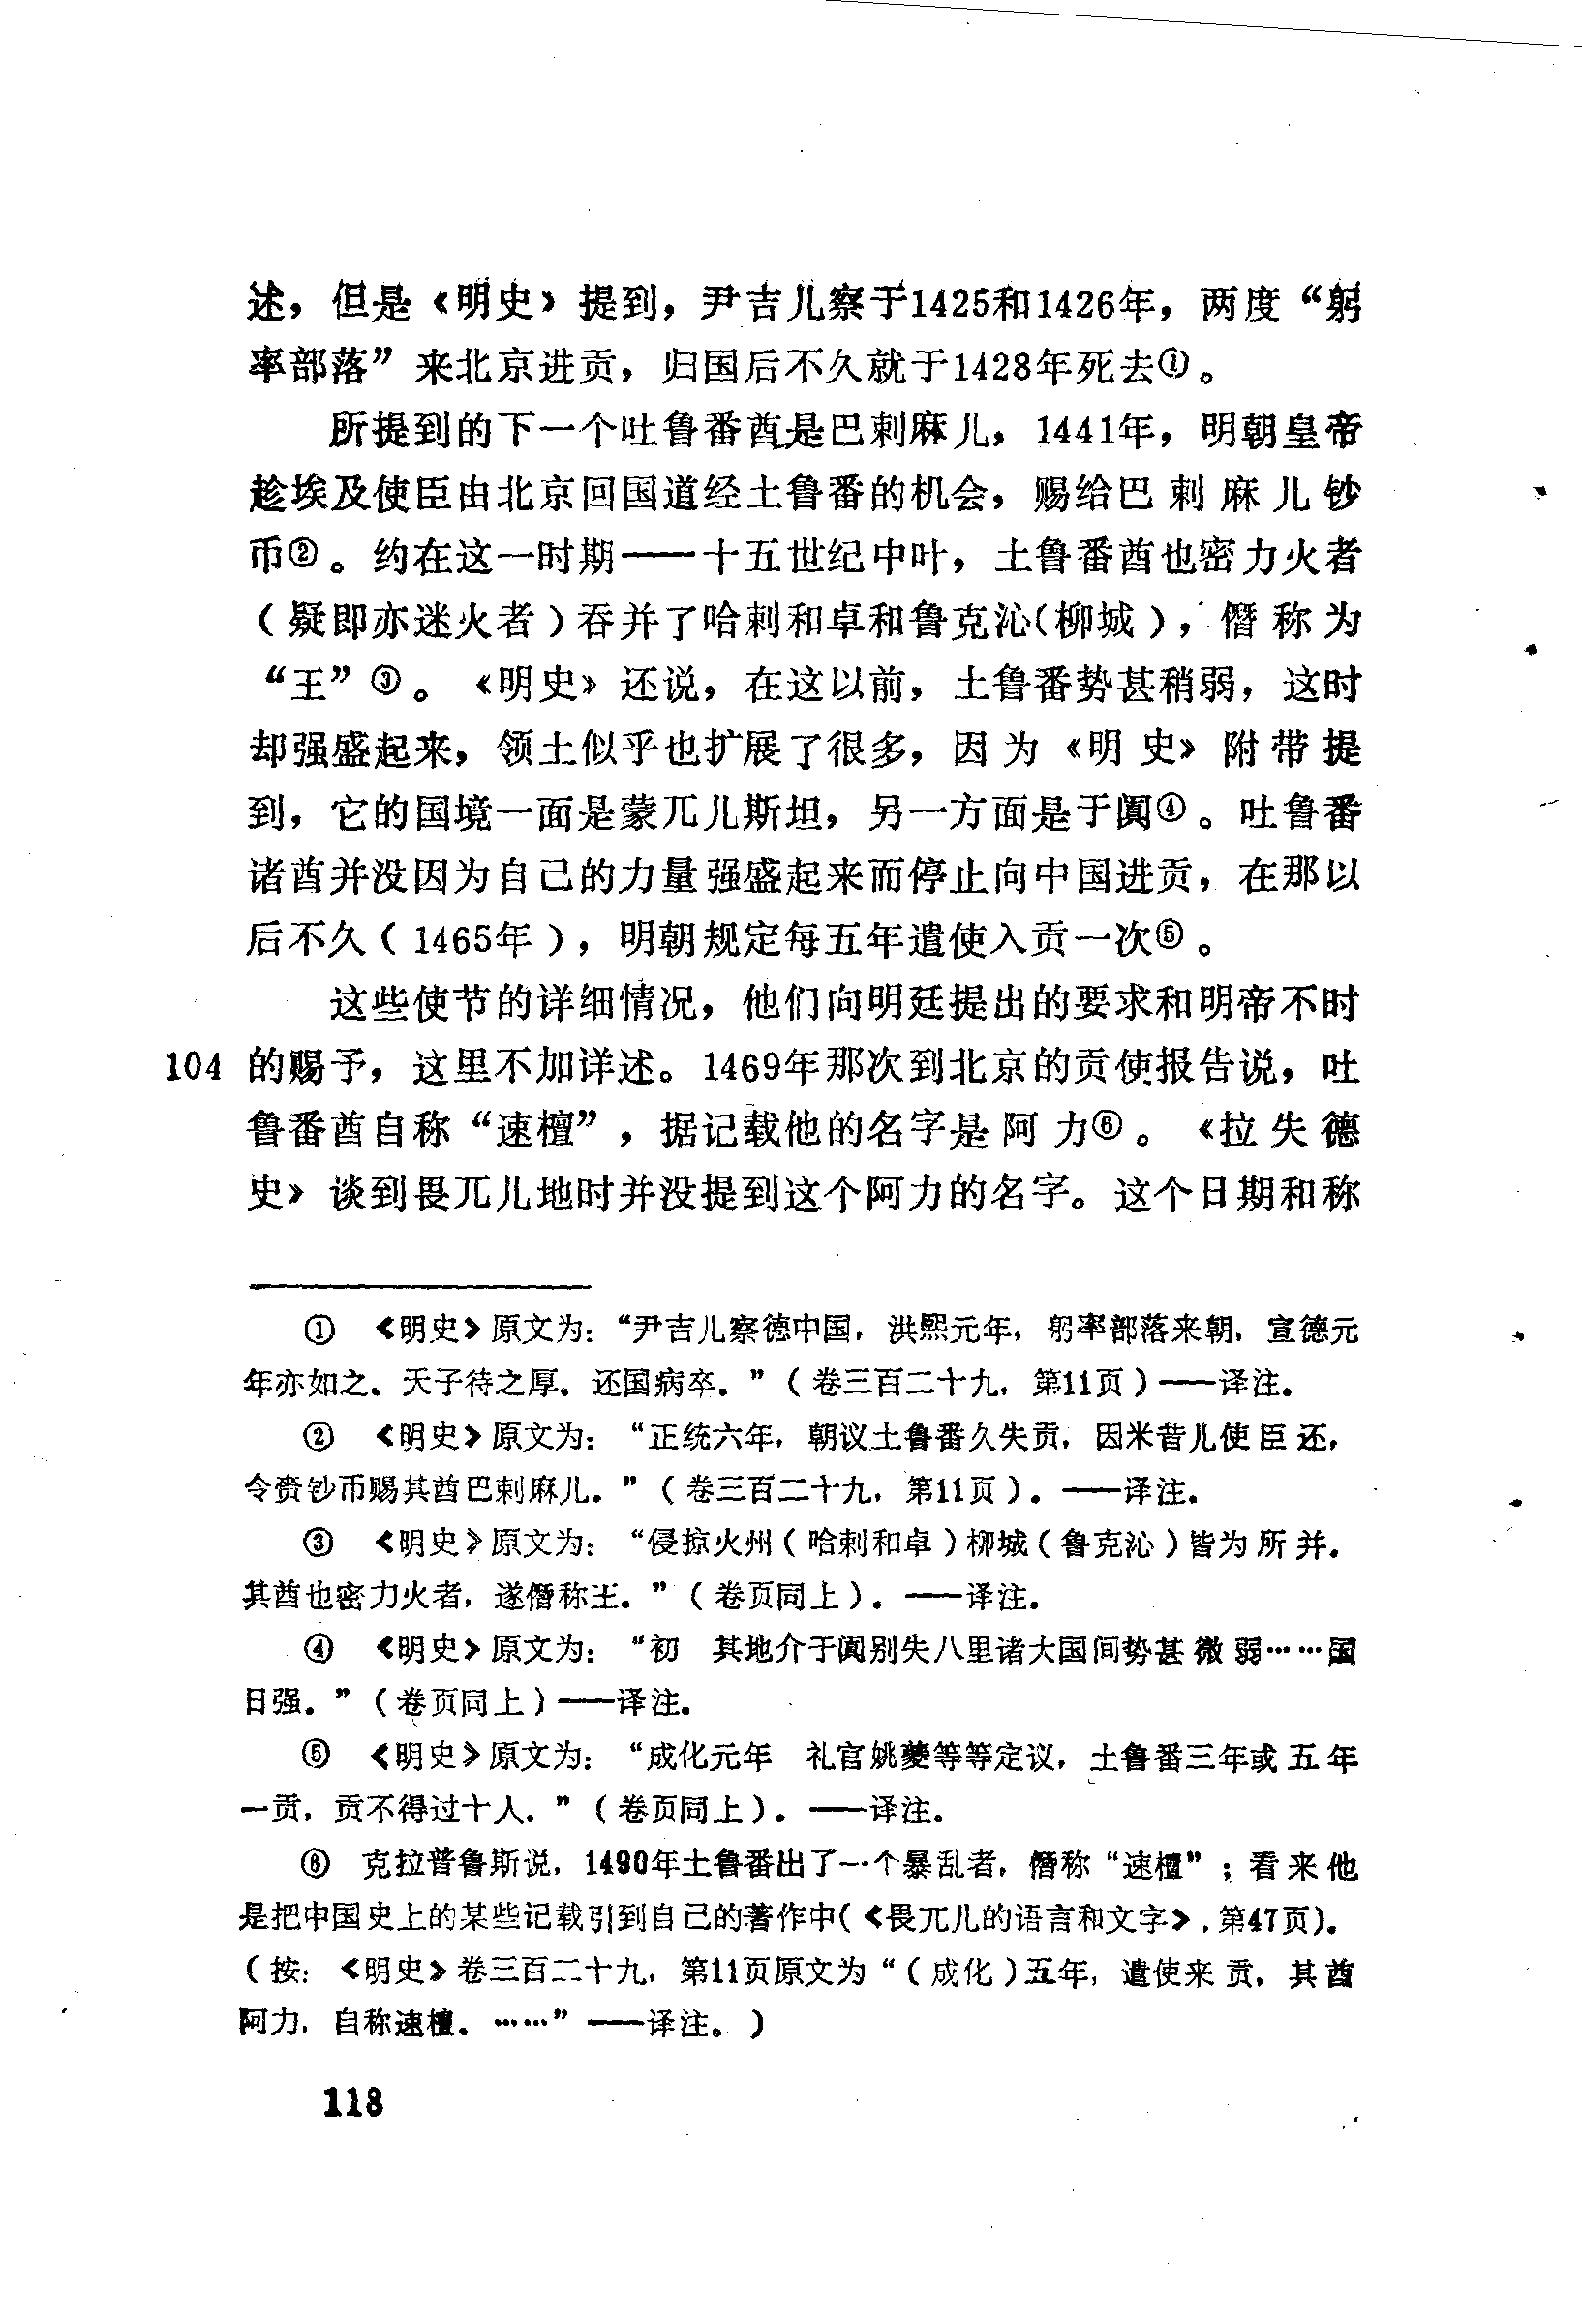 述，但是《明史》提到，尹吉儿察于1425和1426年，两度“躬
率部落”来北京进贡，归国后不久就于1428年死去①。
所提到的下一个吐鲁番酋是巴剌麻儿，1441年，明朝皇帝
趁埃及使臣由北京回国道经土鲁番的机会，赐给巴剌麻儿钞
币②。约在这一时期——十五世纪中叶，土鲁番酋也密力火者
（疑即亦迷火者）吞并了哈剌和卓和鲁克沁（柳城），僭称为
“王”③。《明史》还说，在这以前，土鲁番势甚稍弱，这时
却强盛起来，领土似乎也扩展了很多，因为《明史》附带提
到，它的国境一面是蒙兀儿斯坦，另一方面是于阗④。吐鲁番
诸酋并没因为自己的力量强盛起来而停止向中国进贡，在那以
后不久（1465年），明朝规定每五年遣使入贡一次⑤。
这些使节的详细情况，他们向明廷提出的要求和明帝不时
104 的赐予，这里不加详述。1469年那次到北京的贡使报告说，吐
鲁番酋自称“速檀”，据记载他的名字是阿力⑥。《拉失德
史》谈到畏兀儿地时并没提到这个阿力的名字。这个日期和称
① 《明史》原文为：“尹吉儿察德中国，洪熙元年，躬率部落来朝，宣德元
年亦如之。天子待之厚。还国病卒。”（卷三百二十九，第11页）——译注。
② 《明史》原文为：“正统六年，朝议土鲁番久失贡，因米昔儿使臣还，
令赍钞币赐其酋巴剌麻儿。”（卷三百二十九，第11页）。——译注。
③ 《明史》原文为：“侵掠火州（哈剌和卓）柳城（鲁克沁）皆为所并。
其酋也密力火者，遂僭称王。”（卷页同上）。——译注。
④ 《明史》原文为：“初　其地介于阗别失八里诸大国间势甚微弱……国
日强。”（卷页同上）——译注。
⑤ 《明史》原文为：“成化元年　礼官姚夔等等定议，土鲁番三年或五年
一贡，贡不得过十人。”（卷页同上）。——译注。
⑥ 克拉普鲁斯说，1490年土鲁番出了一个暴乱者，僭称“速檀”；看来他
是把中国史上的某些记载引到自己的著作中（《畏兀儿的语言和文字》，第47页）。
（按：《明史》卷三百二十九，第11页原文为“（成化）五年，遣使来贡，其酋
阿力，自称速檀。……”——译注。）
118